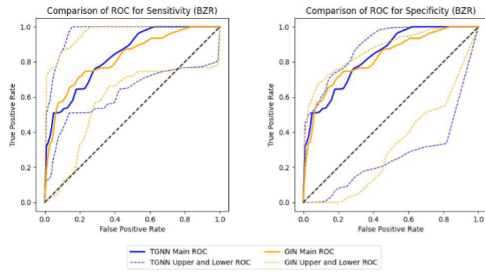 Comparison of ROC for Sensitivity (BZR)
True Positive Rate
1.0
0.8
0.6
0.4
0.2
0.0
0.0 0.2 0.4 0.6 0.8 1.0
False Positive Rate
Comparison of ROC for Specificity (BZR)
True Positive Rate
1.0
0.8
0.6
0.4
0.2
0.0
0.0 0.2 0.4 0.6 0.8 1.0
False Positive Rate
TGNN Main ROC
TGNN Upper and Lower ROC
GIN Main ROC
GIN Upper and Lower ROC